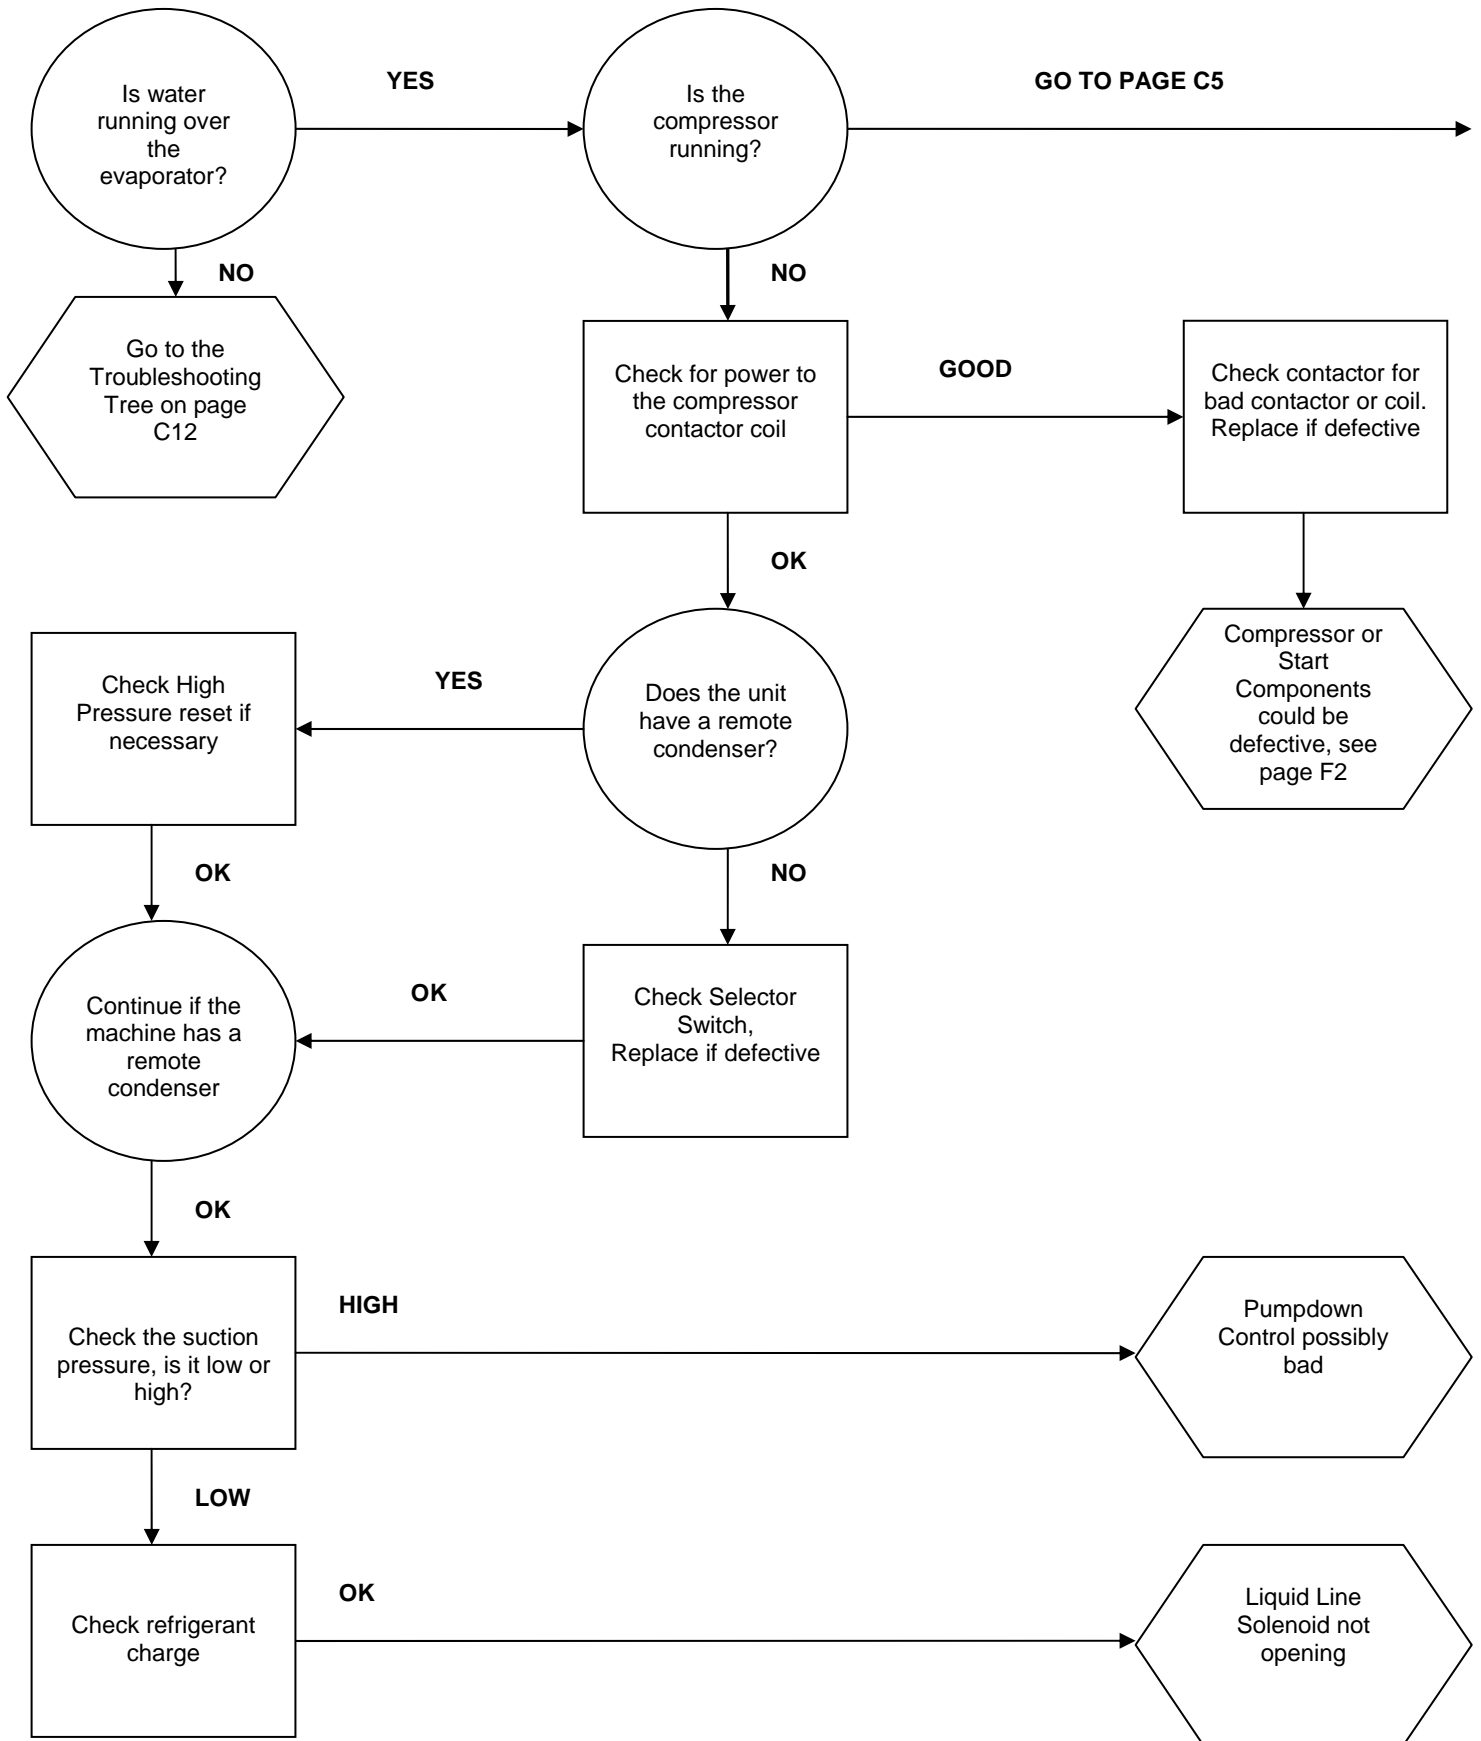 Is water
running over
the
evaporator?
YES
Is the
compressor
running?
GO TO PAGE C5
NO
NO
Go to the
Troubleshooting
Tree on page
C12
Check for power to
the compressor
contactor coil
GOOD
Check contactor for
bad contactor or coil.
Replace if defective
OK
Compressor or
Start
Components
could be
defective, see
page F2
Does the unit
have a remote
condenser?
YES
Check High
Pressure reset if
necessary
OK
NO
Continue if the
machine has a
remote
condenser
OK
Check Selector
Switch,
Replace if defective
OK
Check the suction
pressure, is it low or
high?
HIGH
Pumpdown
Control possibly
bad
LOW
Check refrigerant
charge
OK
Liquid Line
Solenoid not
opening